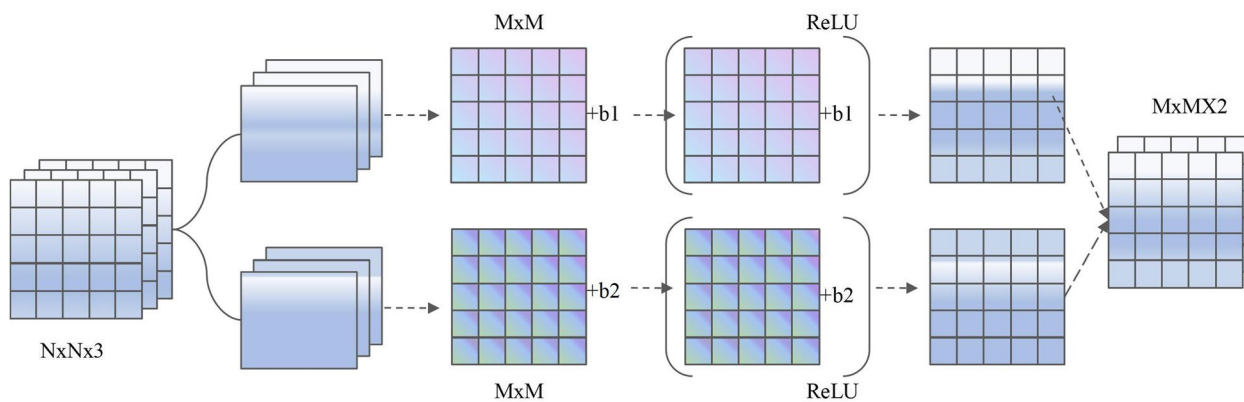 MxM
ReLU
+b1
+b1
MxMX2
NxNx3
+b2
+b2
MxM
ReLU